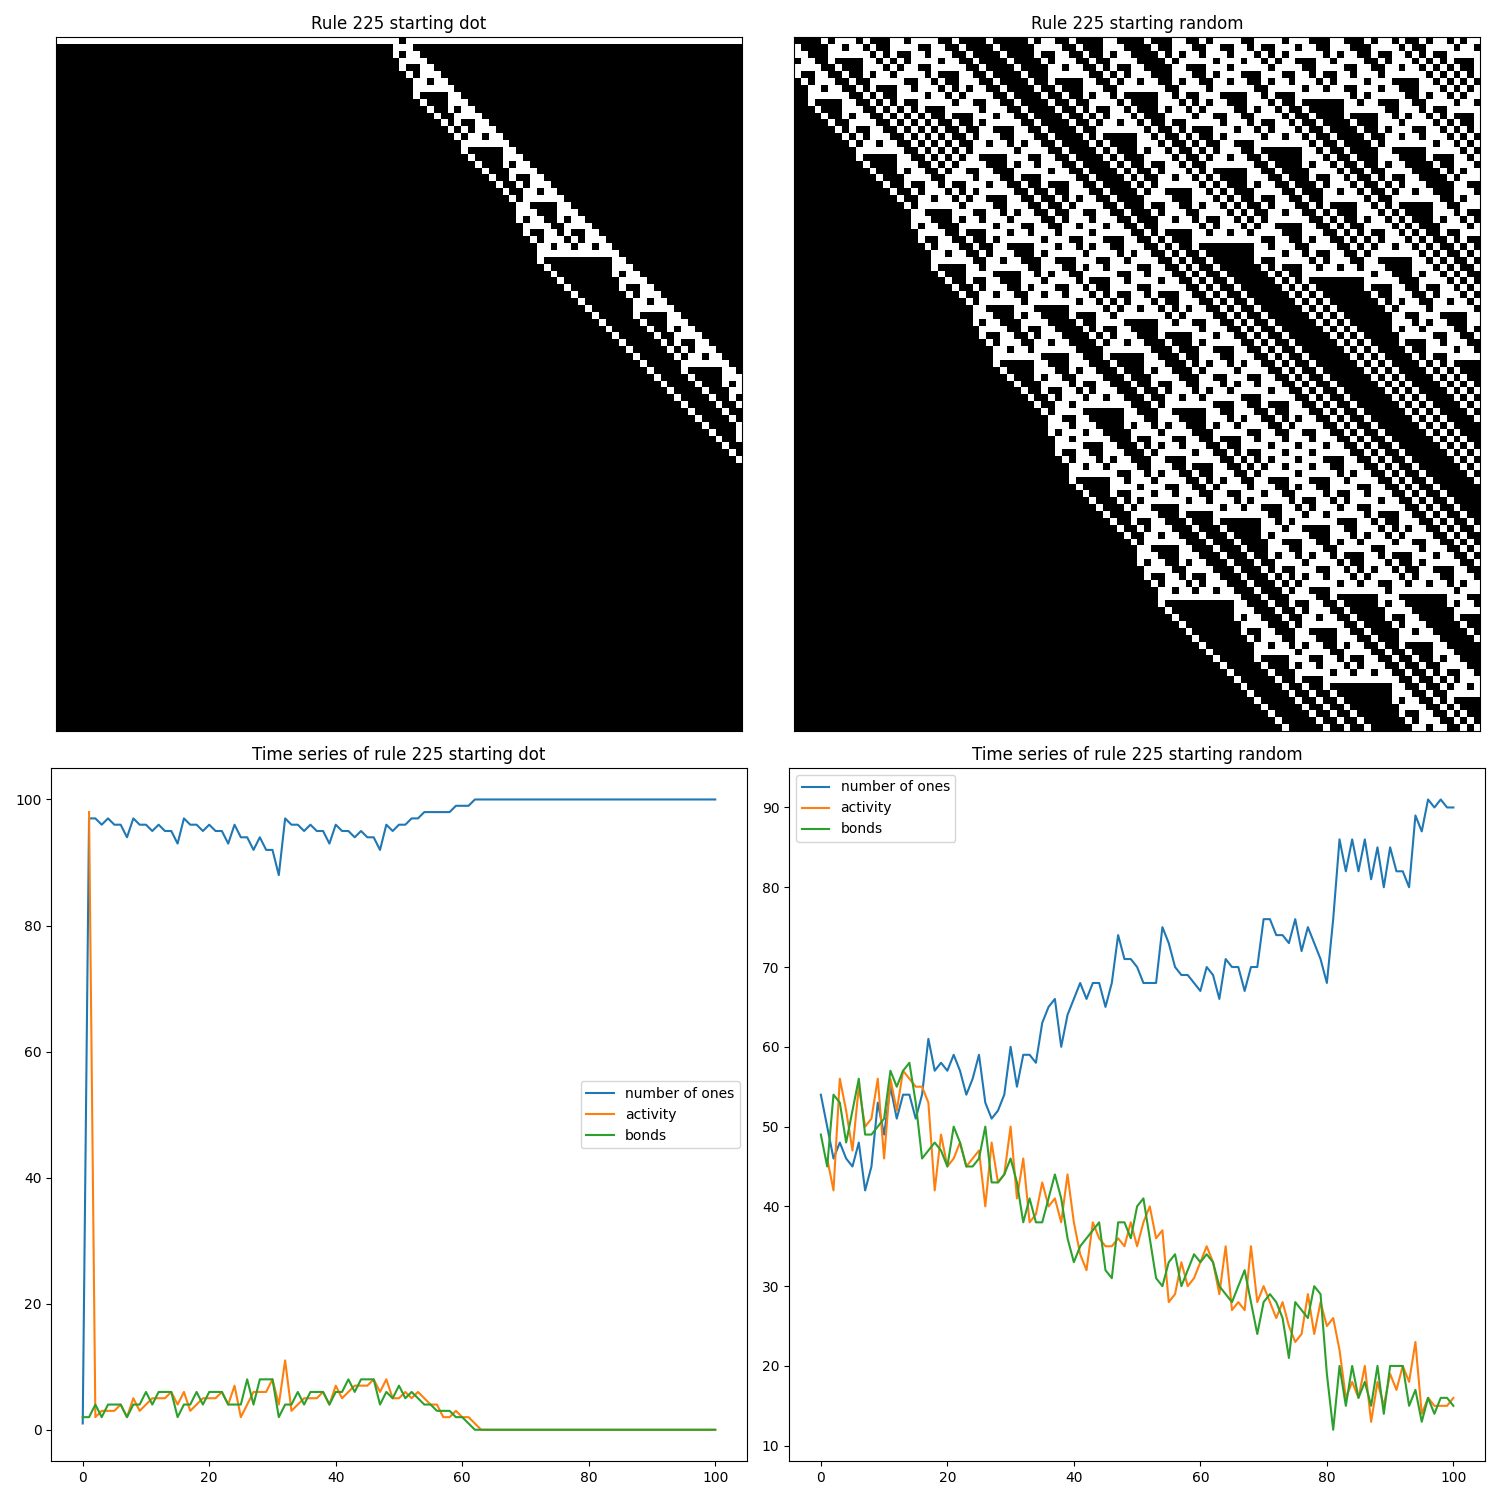 Rule 225 starting dot
Rule 225 starting random
Time series of rule 225 starting dot
100
80
60
40
20
0
number of ones
activity
bonds
0 20 40 60 80 100
Time series of rule 225 starting random
number of ones
activity
bonds
90
80
70
60
50
40
30
20
10
0 20 40 60 80 100